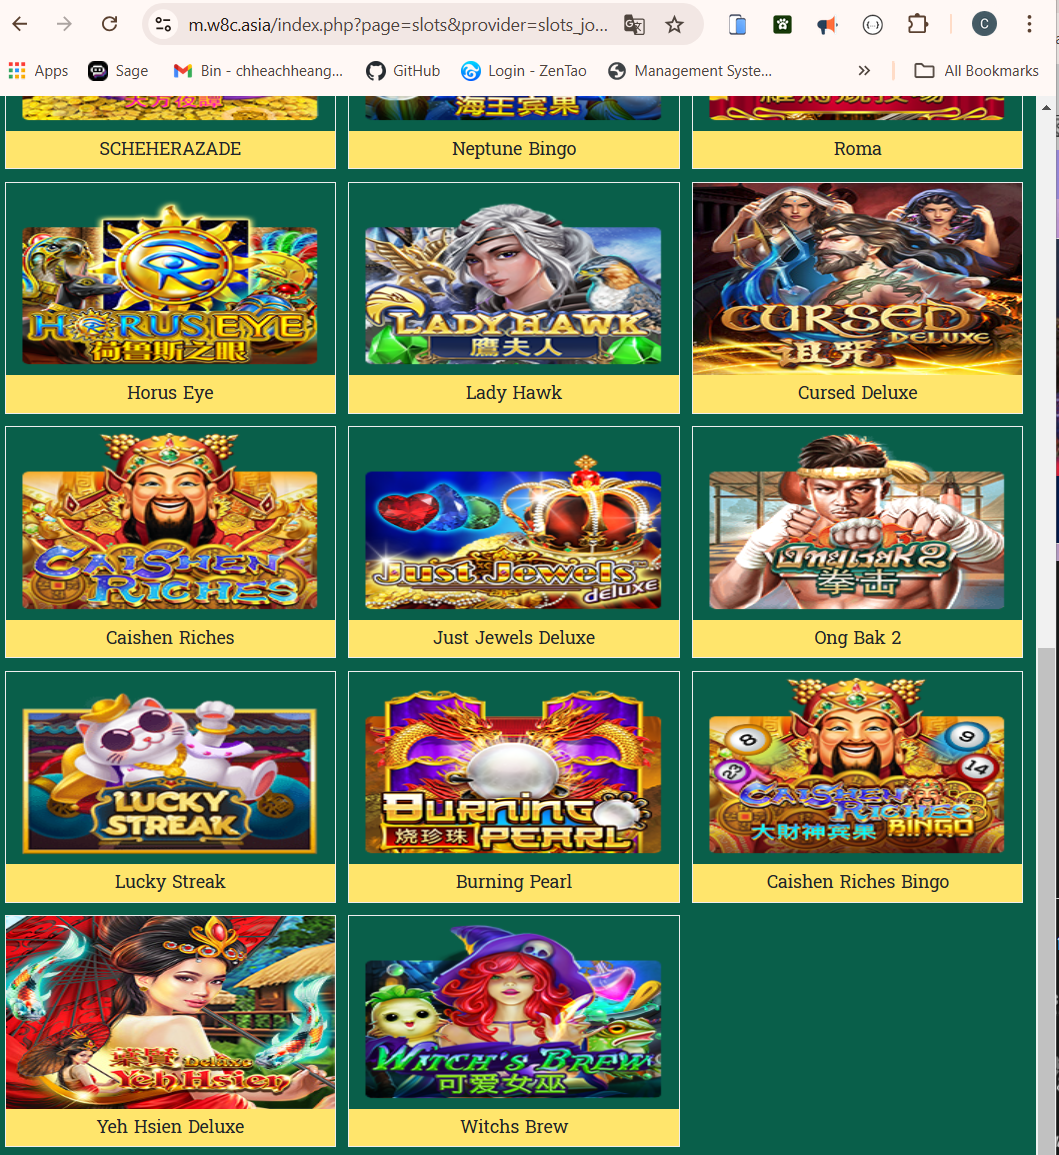 m.w8c.asia/index.php?page=slots&provider=slots_jo...
C
Apps
Sage
Bin - chheachheang...
GitHub
Login - ZenTao
Management Syste...
All Bookmarks
海王宾果
SCHEHERAZADE
Neptune Bingo
Roma
HORUS EYE
荷鲁斯之眼
LADY HAWK
鷹夫人
CURSED
DELUXE
诅咒
Horus Eye
Lady Hawk
Cursed Deluxe
CAISHEN
RICHES
Just Jewels
deluxe
2
拳击
Caishen Riches
Just Jewels Deluxe
Ong Bak 2
LUCKY
STREAK
BURNING
烧珍珠 PEARL
8
9
23
14
CAISHEN
RICHES
大財神宾果 BINGO
Lucky Streak
Burning Pearl
Caishen Riches Bingo
Deluxe
Yeh Hsien
WITCH'S BREW
可爱女巫
Yeh Hsien Deluxe
Witchs Brew